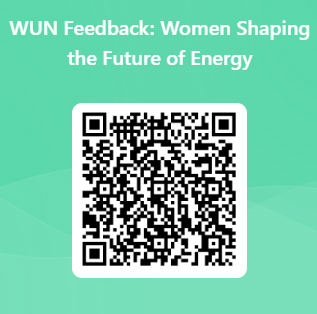 WUN Feedback: Women Shaping
the Future of Energy